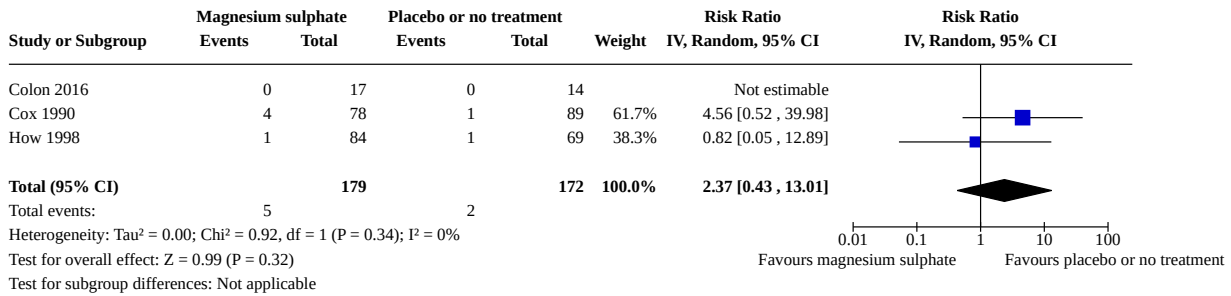 Magnesium sulphate Placebo or no treatment Risk Ratio Risk Ratio
Study or Subgroup Events Total Events Total Weight IV, Random, 95% CI IV, Random, 95% CI
Colon 2016 0 17 0 14 Not estimable
Cox 1990 4 78 1 89 61.7% 4.56 [0.52 , 39.98]
How 1998 1 84 1 69 38.3% 0.82 [0.05 , 12.89]
Total (95% CI) 179 172 100.0% 2.37 [0.43 , 13.01]
Total events: 5 2
Heterogeneity: Tau² = 0.00; Chi² = 0.92, df = 1 (P = 0.34); I² = 0%
0.01 0.1 1 10 100
Test for overall effect: Z = 0.99 (P = 0.32) Favours magnesium sulphate Favours placebo or no treatment
Test for subgroup differences: Not applicable